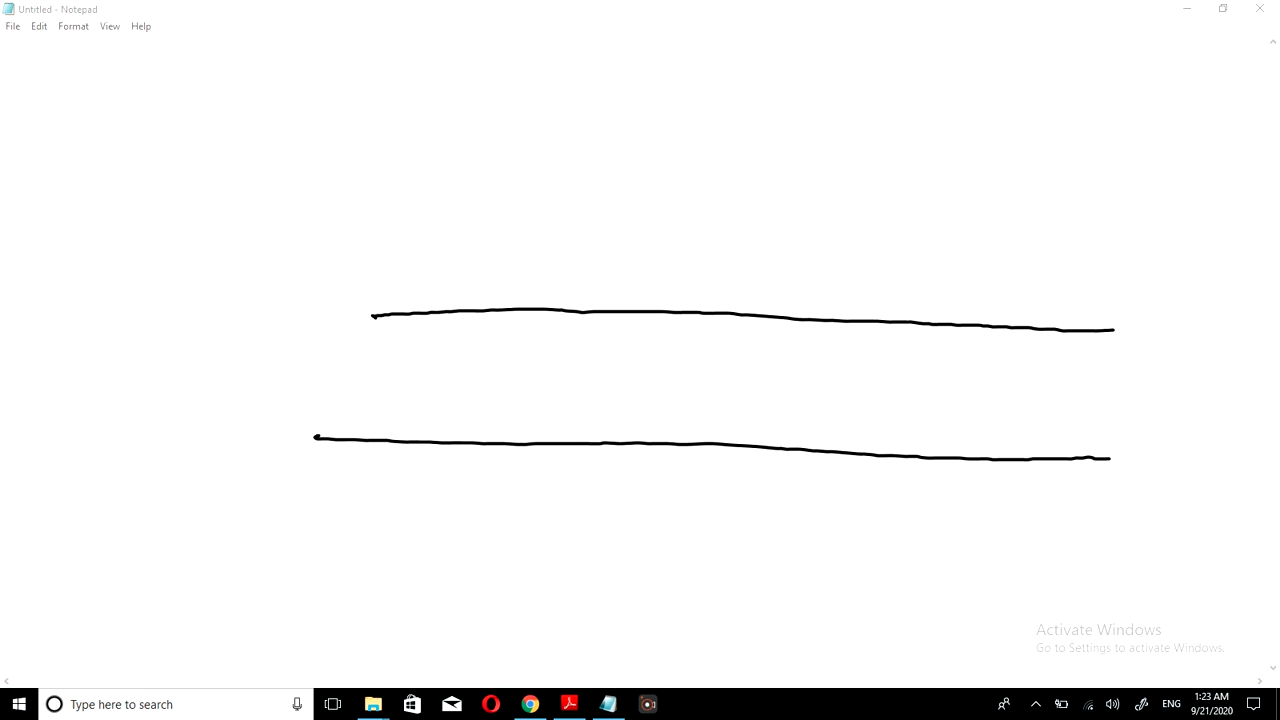 Untitled - Notepad
File Edit Format View Help
Activate Windows
Go to Settings to activate Windows.
Type here to search
ENG
1:23 AM
9/21/2020